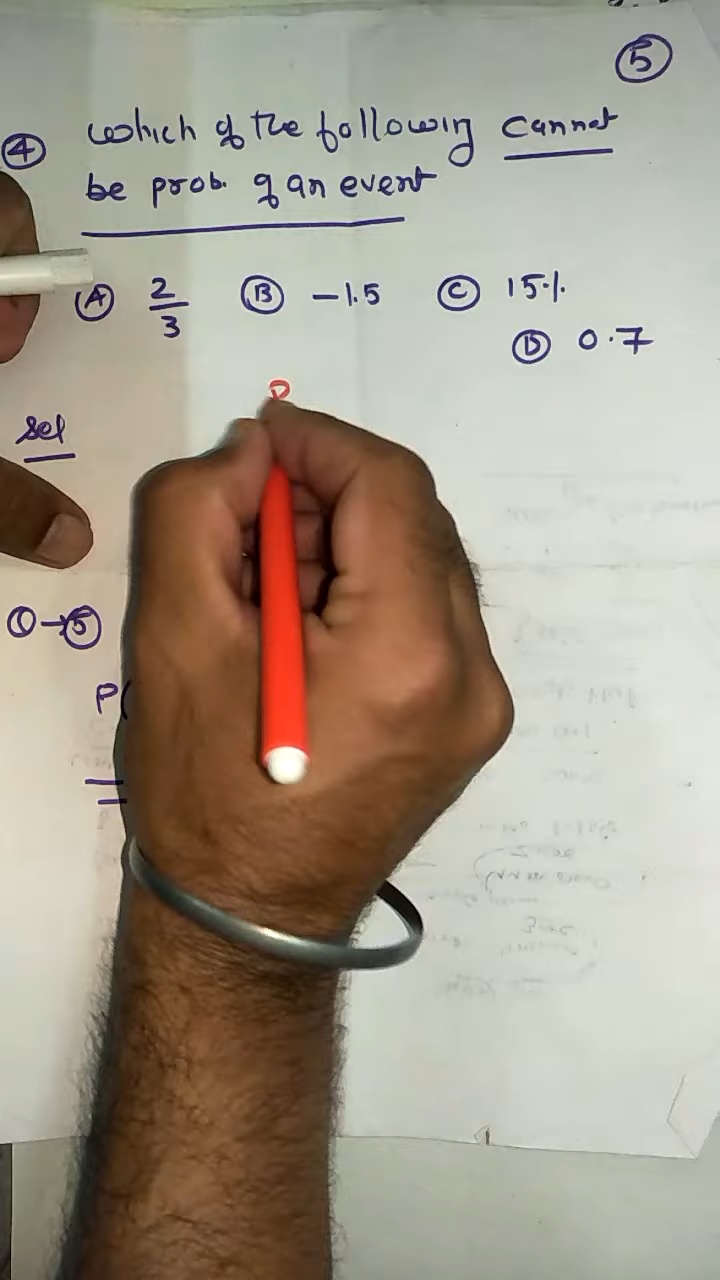 5
4 which of the following cannot
be prob. of an event
A 2/3 B -1.5 C 15%
D 0.7
P
sol
→ 5
P(